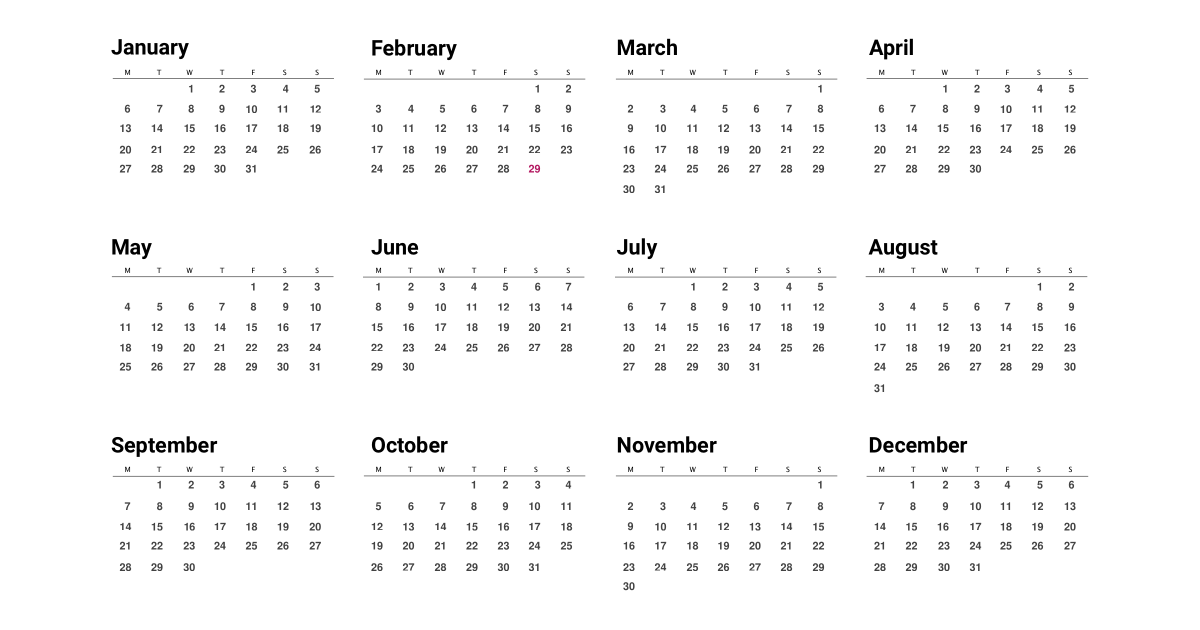 January
M T W T F S S
1 2 3 4 5
6 7 8 9 10 11 12
13 14 15 16 17 18 19
20 21 22 23 24 25 26
27 28 29 30 31
February
M T W T F S S
1 2
3 4 5 6 7 8 9
10 11 12 13 14 15 16
17 18 19 20 21 22 23
24 25 26 27 28 29
March
M T W T F S S
1
2 3 4 5 6 7 8
9 10 11 12 13 14 15
16 17 18 19 20 21 22
23 24 25 26 27 28 29
30 31
April
M T W T F S S
1 2 3 4 5
6 7 8 9 10 11 12
13 14 15 16 17 18 19
20 21 22 23 24 25 26
27 28 29 30
May
M T W T F S S
1 2 3
4 5 6 7 8 9 10
11 12 13 14 15 16 17
18 19 20 21 22 23 24
25 26 27 28 29 30 31
June
M T W T F S S
1 2 3 4 5 6 7
8 9 10 11 12 13 14
15 16 17 18 19 20 21
22 23 24 25 26 27 28
29 30
July
M T W T F S S
1 2 3 4 5
6 7 8 9 10 11 12
13 14 15 16 17 18 19
20 21 22 23 24 25 26
27 28 29 30 31
August
M T W T F S S
1 2
3 4 5 6 7 8 9
10 11 12 13 14 15 16
17 18 19 20 21 22 23
24 25 26 27 28 29 30
31
September
M T W T F S S
1 2 3 4 5 6
7 8 9 10 11 12 13
14 15 16 17 18 19 20
21 22 23 24 25 26 27
28 29 30
October
M T W T F S S
1 2 3 4
5 6 7 8 9 10 11
12 13 14 15 16 17 18
19 20 21 22 23 24 25
26 27 28 29 30 31
November
M T W T F S S
1
2 3 4 5 6 7 8
9 10 11 12 13 14 15
16 17 18 19 20 21 22
23 24 25 26 27 28 29
30
December
M T W T F S S
1 2 3 4 5 6
7 8 9 10 11 12 13
14 15 16 17 18 19 20
21 22 23 24 25 26 27
28 29 30 31